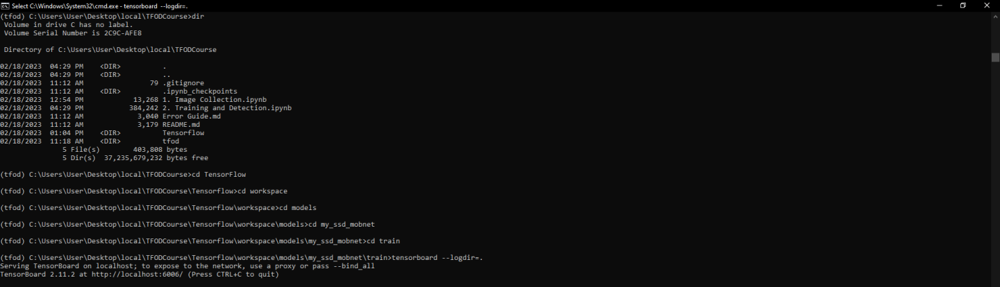 Select C:\Windows\System32\cmd.exe - tensorboard --logdir=.
(tfod) C:\Users\User\Desktop\local\TFODCourse>dir
Volume in drive C has no label.
Volume Serial Number is 2C9C-AFE8
Directory of C:\Users\User\Desktop\local\TFODCourse
02/18/2023  04:29 PM    <DIR>          .
02/18/2023  04:29 PM    <DIR>          ..
02/18/2023  11:12 AM                79 .gitignore
02/18/2023  11:12 AM    <DIR>          .ipynb_checkpoints
02/18/2023  12:54 PM            13,268 1. Image Collection.ipynb
02/18/2023  04:29 PM           384,242 2. Training and Detection.ipynb
02/18/2023  11:12 AM             3,040 Error Guide.md
02/18/2023  11:12 AM             3,179 README.md
02/18/2023  01:04 PM    <DIR>          Tensorflow
02/18/2023  11:18 AM    <DIR>          tfod
5 File(s)        403,808 bytes
5 Dir(s)  37,235,679,232 bytes free
(tfod) C:\Users\User\Desktop\local\TFODCourse>cd TensorFlow
(tfod) C:\Users\User\Desktop\local\TFODCourse\Tensorflow>cd workspace
(tfod) C:\Users\User\Desktop\local\TFODCourse\Tensorflow\workspace>cd models
(tfod) C:\Users\User\Desktop\local\TFODCourse\Tensorflow\workspace\models>cd my_ssd_mobnet
(tfod) C:\Users\User\Desktop\local\TFODCourse\Tensorflow\workspace\models\my_ssd_mobnet>cd train
(tfod) C:\Users\User\Desktop\local\TFODCourse\Tensorflow\workspace\models\my_ssd_mobnet\train>tensorboard --logdir=.
Serving TensorBoard on localhost; to expose to the network, use a proxy or pass --bind_all
TensorBoard 2.11.2 at http://localhost:6006/ (Press CTRL+C to quit)